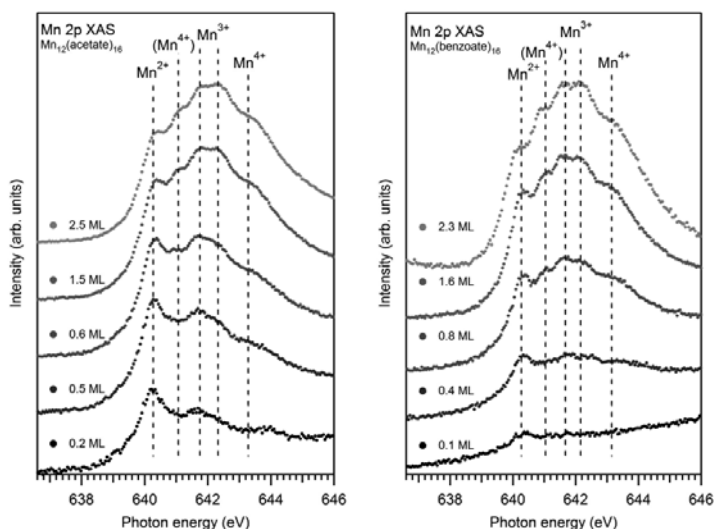 Mn 2p XAS
Mn12(acetate)16
Mn2+
(Mn4+)
Mn3+
Mn4+
2.5 ML
1.5 ML
0.6 ML
0.5 ML
0.2 ML
Intensity (arb. units)
638
640
642
644
646
Photon energy (eV)
Mn 2p XAS
Mn12(benzoate)16
Mn2+
(Mn4+)
Mn3+
Mn4+
2.3 ML
1.6 ML
0.8 ML
0.4 ML
0.1 ML
Intensity (arb. units)
638
640
642
644
646
Photon energy (eV)